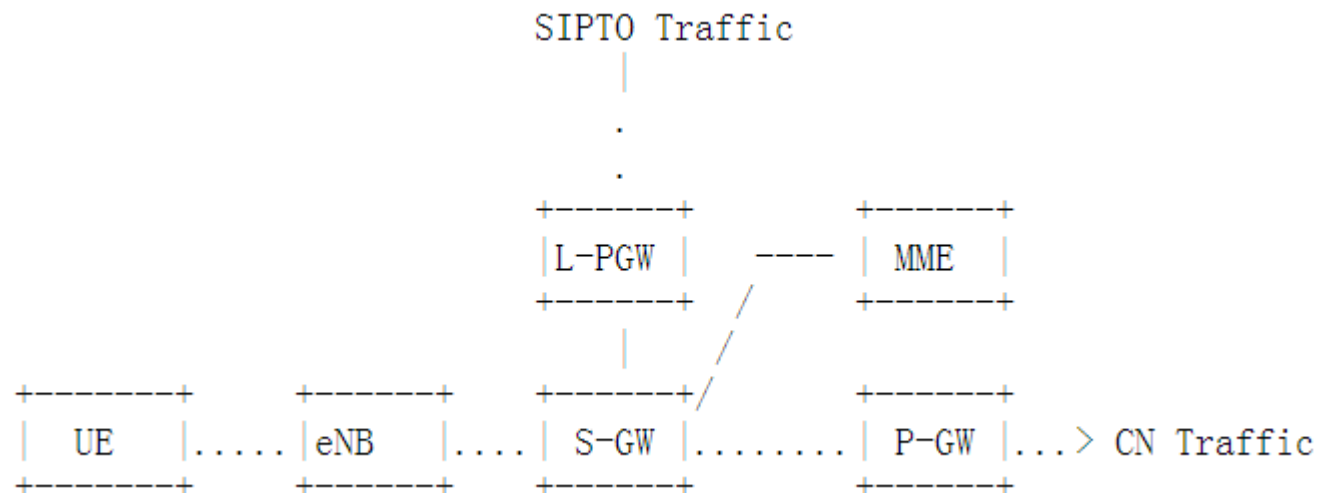 SIPTO Traffic
|
.
.
+------+ +------+
|L-PGW | ---- | MME |
+------+ / +------+
| /
+-------+ +------+ +------+/ +------+
| UE |.....|eNB |....| S-GW |........| P-GW |...> CN Traffic
+-------+ +------+ +------+ +------+